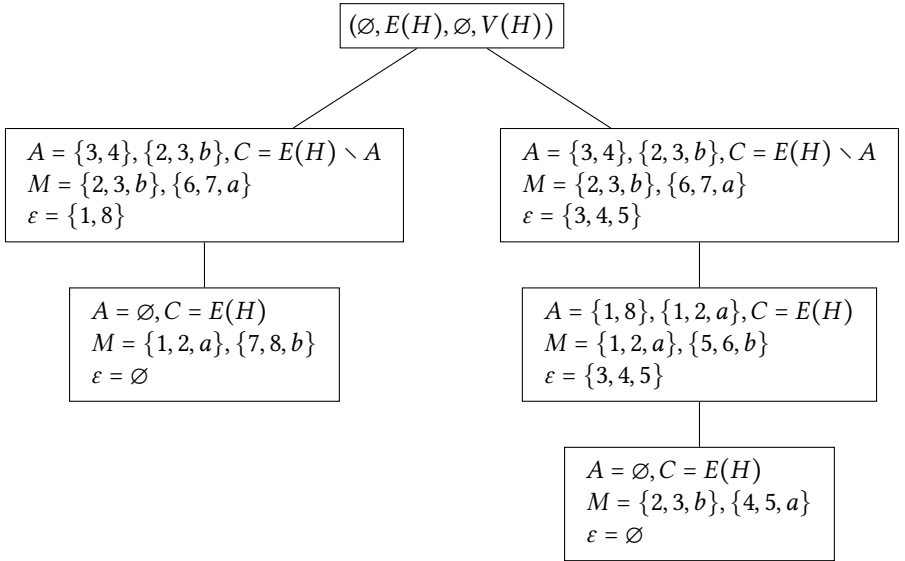 (∅, E(H), ∅, V(H))
A = {3, 4}, {2, 3, b}, C = E(H) ∖ A
M = {2, 3, b}, {6, 7, a}
ε = {1, 8}
A = {3, 4}, {2, 3, b}, C = E(H) ∖ A
M = {2, 3, b}, {6, 7, a}
ε = {3, 4, 5}
A = ∅, C = E(H)
M = {1, 2, a}, {7, 8, b}
ε = ∅
A = {1, 8}, {1, 2, a}, C = E(H)
M = {1, 2, a}, {5, 6, b}
ε = {3, 4, 5}
A = ∅, C = E(H)
M = {2, 3, b}, {4, 5, a}
ε = ∅